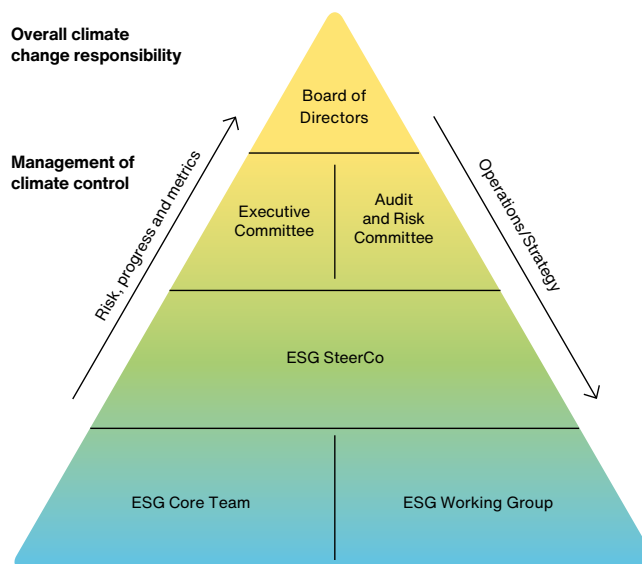 Overall climate
change responsibility
Board of
Directors
Management of
climate control
Risk, progress and metrics
Operations/Strategy
Executive
Committee
Audit
and Risk
Committee
ESG SteerCo
ESG Core Team
ESG Working Group